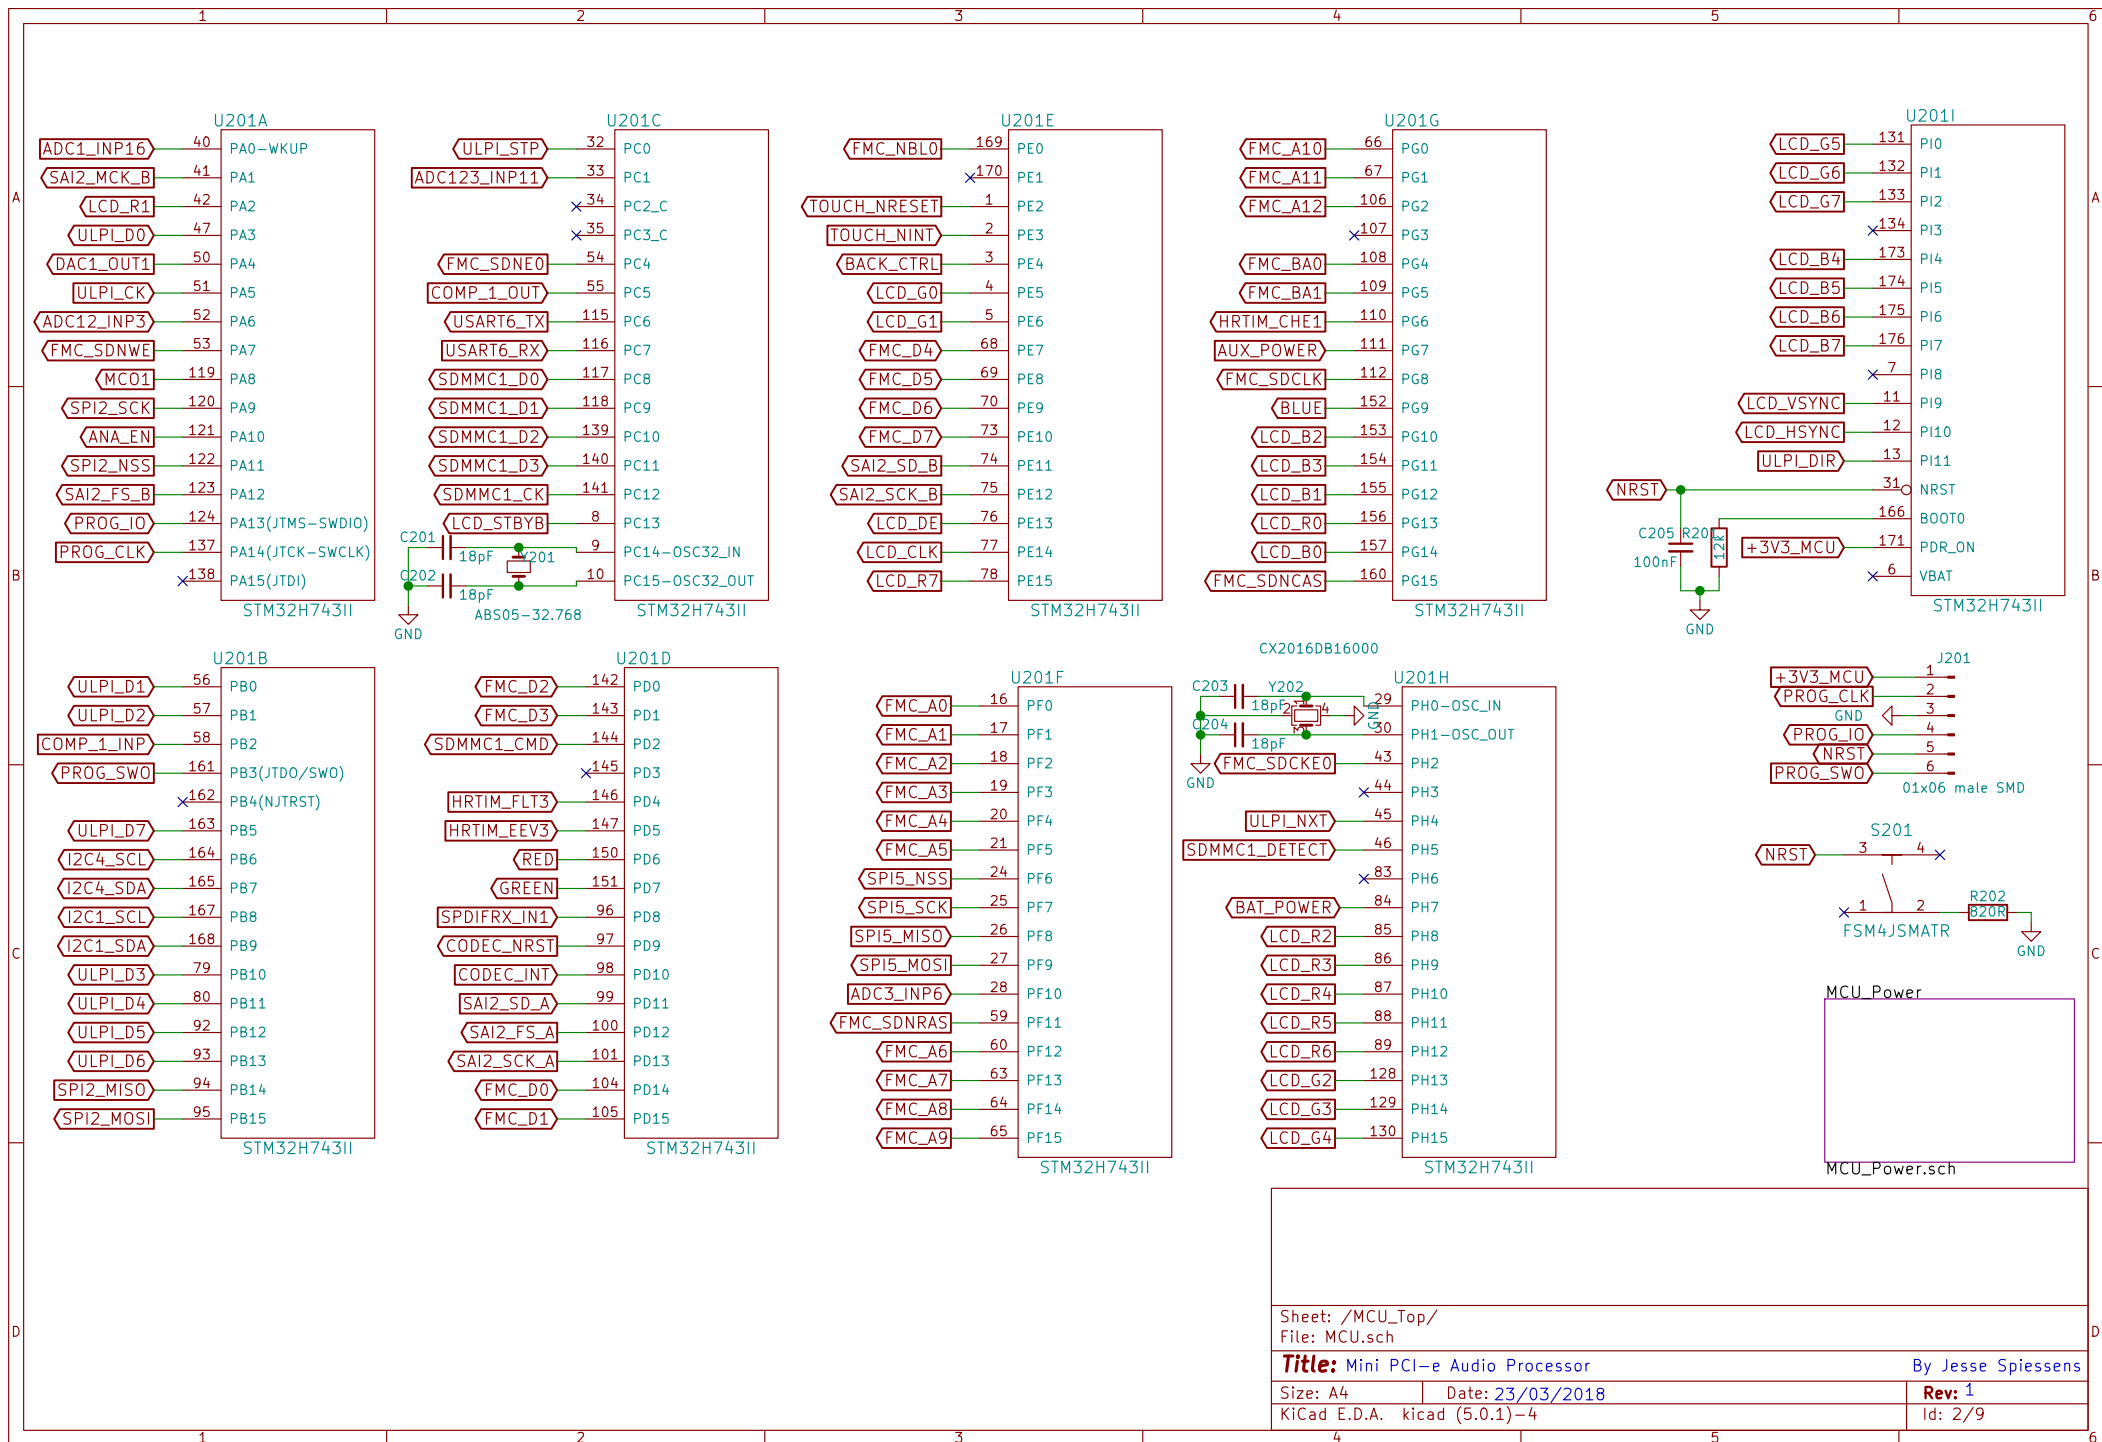 1 2 3 4 5 6
A A
B B
C C
D D
U201A
ADC1_INP16 40 PA0-WKUP
SAI2_MCK_B 41 PA1
LCD_R1 42 PA2
ULPI_D0 47 PA3
DAC1_OUT1 50 PA4
ULPI_CK 51 PA5
ADC12_INP3 52 PA6
FMC_SDNWE 53 PA7
MCO1 119 PA8
SPI2_SCK 120 PA9
ANA_EN 121 PA10
SPI2_NSS 122 PA11
SAI2_FS_B 123 PA12
PROG_IO 124 PA13(JTMS-SWDIO)
PROG_CLK 137 PA14(JTCK-SWCLK)
138 PA15(JTDI)
STM32H743II
U201C
ULPI_STP 32 PC0
ADC123_INP11 33 PC1
34 PC2_C
35 PC3_C
FMC_SDNE0 54 PC4
COMP_1_OUT 55 PC5
USART6_TX 115 PC6
USART6_RX 116 PC7
SDMMC1_D0 117 PC8
SDMMC1_D1 118 PC9
SDMMC1_D2 139 PC10
SDMMC1_D3 140 PC11
SDMMC1_CK 141 PC12
LCD_STBYB 8 PC13
9 PC14-OSC32_IN
10 PC15-OSC32_OUT
STM32H743II
C201
18pF
Y201
C202
18pF
ABS05-32.768
GND
U201E
FMC_NBL0 169 PE0
170 PE1
TOUCH_NRESET 1 PE2
TOUCH_NINT 2 PE3
BACK_CTRL 3 PE4
LCD_G0 4 PE5
LCD_G1 5 PE6
FMC_D4 68 PE7
FMC_D5 69 PE8
FMC_D6 70 PE9
FMC_D7 73 PE10
SAI2_SD_B 74 PE11
SAI2_SCK_B 75 PE12
LCD_DE 76 PE13
LCD_CLK 77 PE14
LCD_R7 78 PE15
STM32H743II
U201G
FMC_A10 66 PG0
FMC_A11 67 PG1
FMC_A12 106 PG2
107 PG3
FMC_BA0 108 PG4
FMC_BA1 109 PG5
HRTIM_CHE1 110 PG6
AUX_POWER 111 PG7
FMC_SDCLK 112 PG8
BLUE 152 PG9
LCD_B2 153 PG10
LCD_B3 154 PG11
LCD_B1 155 PG12
LCD_R0 156 PG13
LCD_B0 157 PG14
FMC_SDNCAS 160 PG15
STM32H743II
U201I
LCD_G5 131 PI0
LCD_G6 132 PI1
LCD_G7 133 PI2
134 PI3
LCD_B4 173 PI4
LCD_B5 174 PI5
LCD_B6 175 PI6
LCD_B7 176 PI7
7 PI8
LCD_VSYNC 11 PI9
LCD_HSYNC 12 PI10
ULPI_DIR 13 PI11
NRST 31 NRST
166 BOOT0
+3V3_MCU 171 PDR_ON
6 VBAT
STM32H743II
C205
100nF
R201
12k
GND
U201B
ULPI_D1 56 PB0
ULPI_D2 57 PB1
COMP_1_INP 58 PB2
PROG_SWO 161 PB3(JTDO/SWO)
162 PB4(NJTRST)
ULPI_D7 163 PB5
I2C4_SCL 164 PB6
I2C4_SDA 165 PB7
I2C1_SCL 167 PB8
I2C1_SDA 168 PB9
ULPI_D3 79 PB10
ULPI_D4 80 PB11
ULPI_D5 92 PB12
ULPI_D6 93 PB13
SPI2_MISO 94 PB14
SPI2_MOSI 95 PB15
STM32H743II
U201D
FMC_D2 142 PD0
FMC_D3 143 PD1
SDMMC1_CMD 144 PD2
145 PD3
HRTIM_FLT3 146 PD4
HRTIM_EEV3 147 PD5
RED 150 PD6
GREEN 151 PD7
SPDIFRX_IN1 96 PD8
CODEC_NRST 97 PD9
CODEC_INT 98 PD10
SAI2_SD_A 99 PD11
SAI2_FS_A 100 PD12
SAI2_SCK_A 101 PD13
FMC_D0 104 PD14
FMC_D1 105 PD15
STM32H743II
U201F
FMC_A0 16 PF0
FMC_A1 17 PF1
FMC_A2 18 PF2
FMC_A3 19 PF3
FMC_A4 20 PF4
FMC_A5 21 PF5
SPI5_NSS 24 PF6
SPI5_SCK 25 PF7
SPI5_MISO 26 PF8
SPI5_MOSI 27 PF9
ADC3_INP6 28 PF10
FMC_SDNRAS 59 PF11
FMC_A6 60 PF12
FMC_A7 63 PF13
FMC_A8 64 PF14
FMC_A9 65 PF15
STM32H743II
CX2016DB16000
C203
18pF
Y202
1
2 4
3
GND
C204
18pF
GND
U201H
29 PH0-OSC_IN
30 PH1-OSC_OUT
FMC_SDCKE0 43 PH2
44 PH3
ULPI_NXT 45 PH4
SDMMC1_DETECT 46 PH5
83 PH6
BAT_POWER 84 PH7
LCD_R2 85 PH8
LCD_R3 86 PH9
LCD_R4 87 PH10
LCD_R5 88 PH11
LCD_R6 89 PH12
LCD_G2 128 PH13
LCD_G3 129 PH14
LCD_G4 130 PH15
STM32H743II
J201
+3V3_MCU 1
PROG_CLK 2
GND 3
PROG_IO 4
NRST 5
PROG_SWO 6
01x06 male SMD
S201
NRST 3 4
1 2
FSM4JSMATR
R202
820R
GND
MCU_Power
MCU_Power.sch
Sheet: /MCU_Top/
File: MCU.sch
Title: Mini PCI-e Audio Processor By Jesse Spiessens
Size: A4 Date: 23/03/2018 Rev: 1
KiCad E.D.A. kicad (5.0.1)-4 Id: 2/9
1 2 3 4 5 6